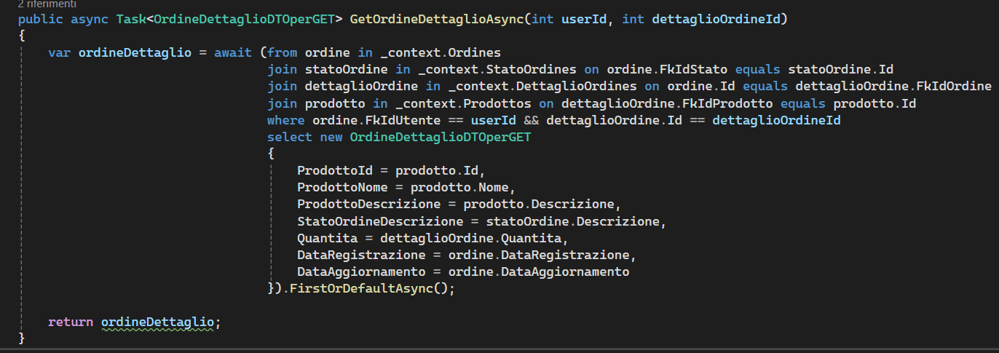 2 riferimenti
public async Task<OrdineDettaglioDTOperGET> GetOrdineDettaglioAsync(int userId, int dettaglioOrdineId)
{
var ordineDettaglio = await (from ordine in _context.Ordines
join statoOrdine in _context.StatoOrdines on ordine.FkIdStato equals statoOrdine.Id
join dettaglioOrdine in _context.DettaglioOrdines on ordine.Id equals dettaglioOrdine.FkIdOrdine
join prodotto in _context.Prodottos on dettaglioOrdine.FkIdProdotto equals prodotto.Id
where ordine.FkIdUtente == userId && dettaglioOrdine.Id == dettaglioOrdineId
select new OrdineDettaglioDTOperGET
{
ProdottoId = prodotto.Id,
ProdottoNome = prodotto.Nome,
ProdottoDescrizione = prodotto.Descrizione,
StatoOrdineDescrizione = statoOrdine.Descrizione,
Quantita = dettaglioOrdine.Quantita,
DataRegistrazione = ordine.DataRegistrazione,
DataAggiornamento = ordine.DataAggiornamento
}).FirstOrDefaultAsync();
return ordineDettaglio;
}